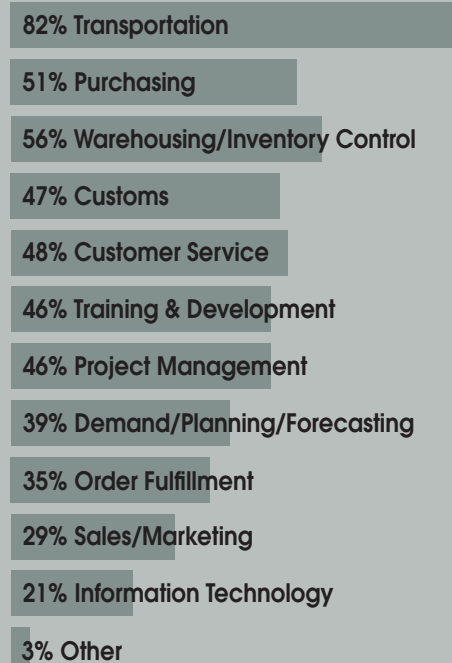 82% Transportation
51% Purchasing
56% Warehousing/Inventory Control
47% Customs
48% Customer Service
46% Training & Development
46% Project Management
39% Demand/Planning/Forecasting
35% Order Fulfillment
29% Sales/Marketing
21% Information Technology
3% Other